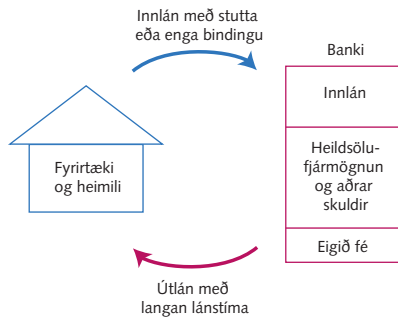 Innlán með stutta
eða enga bindingu
Banki
Innlán
Fyrirtæki
og heimili
Heildsölu-
fjármögnun
og aðrar
skuldir
Eigið fé
Útlán með
langan lánstíma